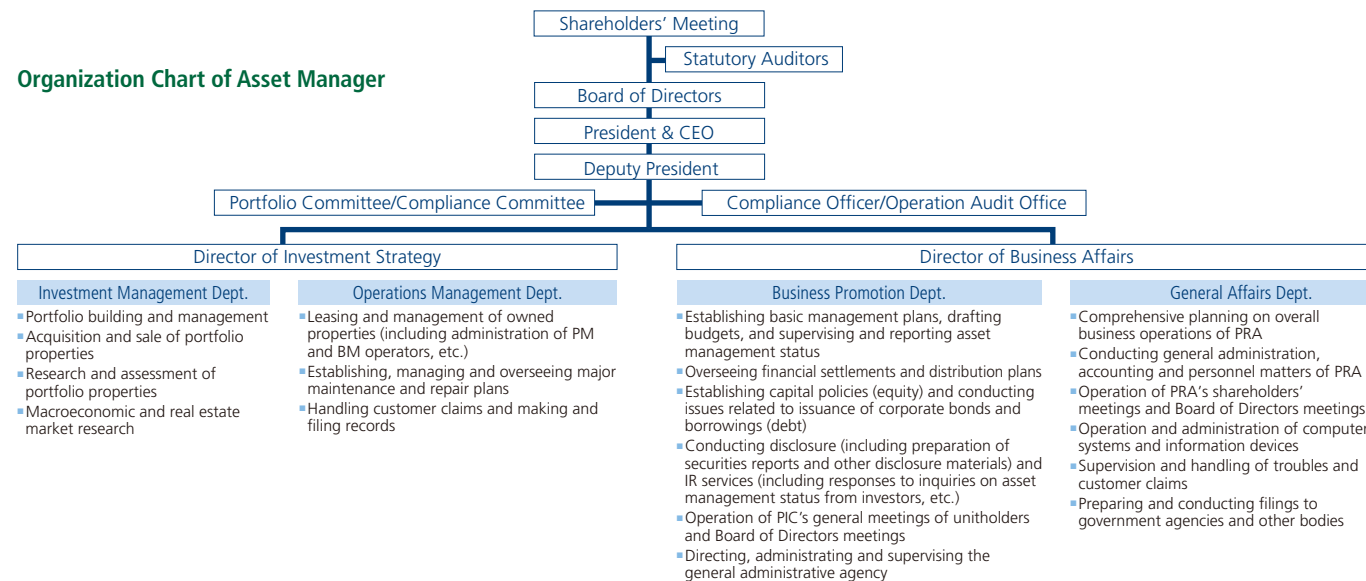 Shareholders' Meeting
Statutory Auditors
Organization Chart of Asset Manager
Board of Directors
President & CEO
Deputy President
Portfolio Committee/Compliance Committee
Compliance Officer/Operation Audit Office
Director of Investment Strategy
Director of Business Affairs
Investment Management Dept.
▪Portfolio building and management
▪Acquisition and sale of portfolio
properties
▪Research and assessment of
portfolio properties
▪Macroeconomic and real estate
market research
Operations Management Dept.
▪Leasing and management of owned
properties (including administration of PM
and BM operators, etc.)
▪Establishing, managing and overseeing major
maintenance and repair plans
▪Handling customer claims and making and
filing records
Business Promotion Dept.
▪Establishing basic management plans, drafting
budgets, and supervising and reporting asset
management status
▪Overseeing financial settlements and distribution plans
▪Establishing capital policies (equity) and conducting
issues related to issuance of corporate bonds and
borrowings (debt)
▪Conducting disclosure (including preparation of
securities reports and other disclosure materials) and
IR services (including responses to inquiries on asset
management status from investors, etc.)
▪Operation of PIC's general meetings of unitholders
and Board of Directors meetings
▪Directing, administrating and supervising the
general administrative agency
General Affairs Dept.
▪Comprehensive planning on overall
business operations of PRA
▪Conducting general administration,
accounting and personnel matters of PRA
▪Operation of PRA's shareholders'
meetings and Board of Directors meetings
▪Operation and administration of computer
systems and information devices
▪Supervision and handling of troubles and
customer claims
▪Preparing and conducting filings to
government agencies and other bodies